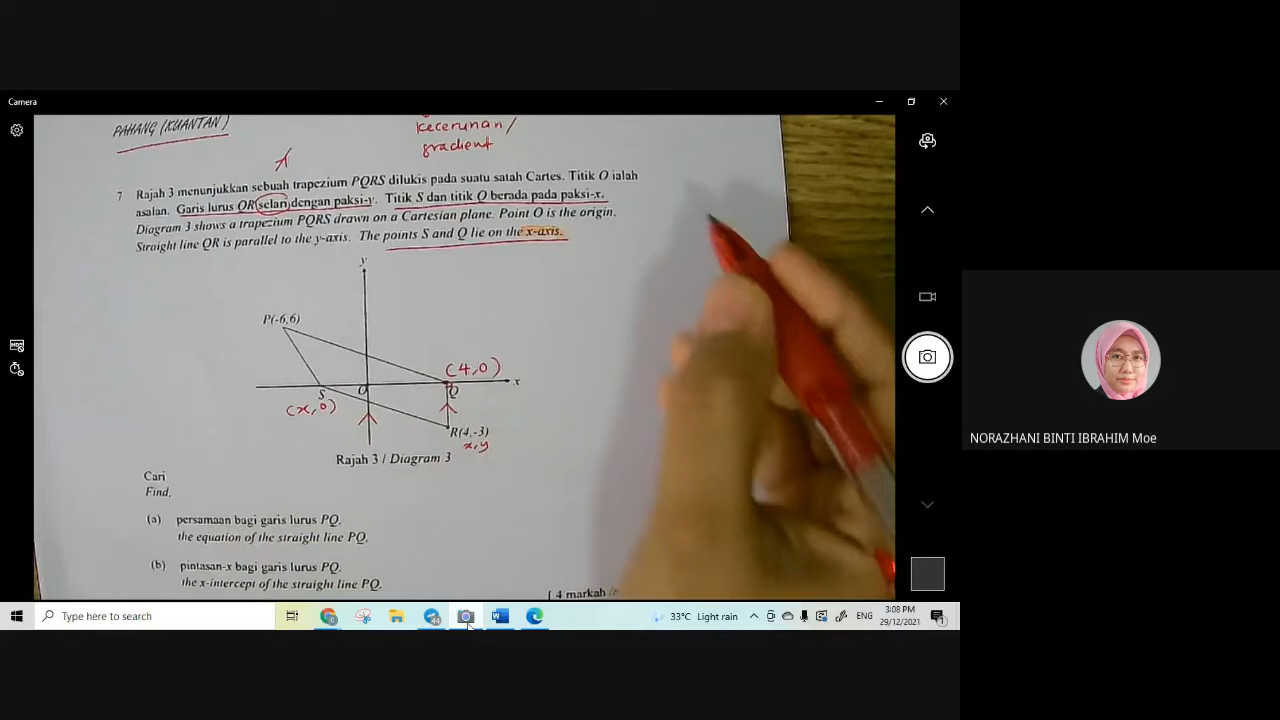 Camera
PAHANG (KUANTAN)
kecerunan /
gradient
7 Rajah 3 menunjukkan sebuah trapezium PQRS dilukis pada suatu satah Cartes. Titik O ialah
asalan. Garis lurus QR selari dengan paksi-y. Titik S dan titik Q berada pada paksi-x.
Diagram 3 shows a trapezium PQRS drawn on a Cartesian plane. Point O is the origin.
Straight line QR is parallel to the y-axis. The points S and Q lie on the x-axis.
y
P(-6,6)
(4,0)
x
S
O
Q
(x,0)
R(4,-3)
x,y
Rajah 3 / Diagram 3
Cari
Find,
(a) persamaan bagi garis lurus PQ.
the equation of the straight line PQ.
(b) pintasan-x bagi garis lurus PQ.
the x-intercept of the straight line PQ.
[ 4 markah
NORAZHANI BINTI IBRAHIM Moe
Type here to search
33°C Light rain
ENG
3:08 PM
29/12/2021